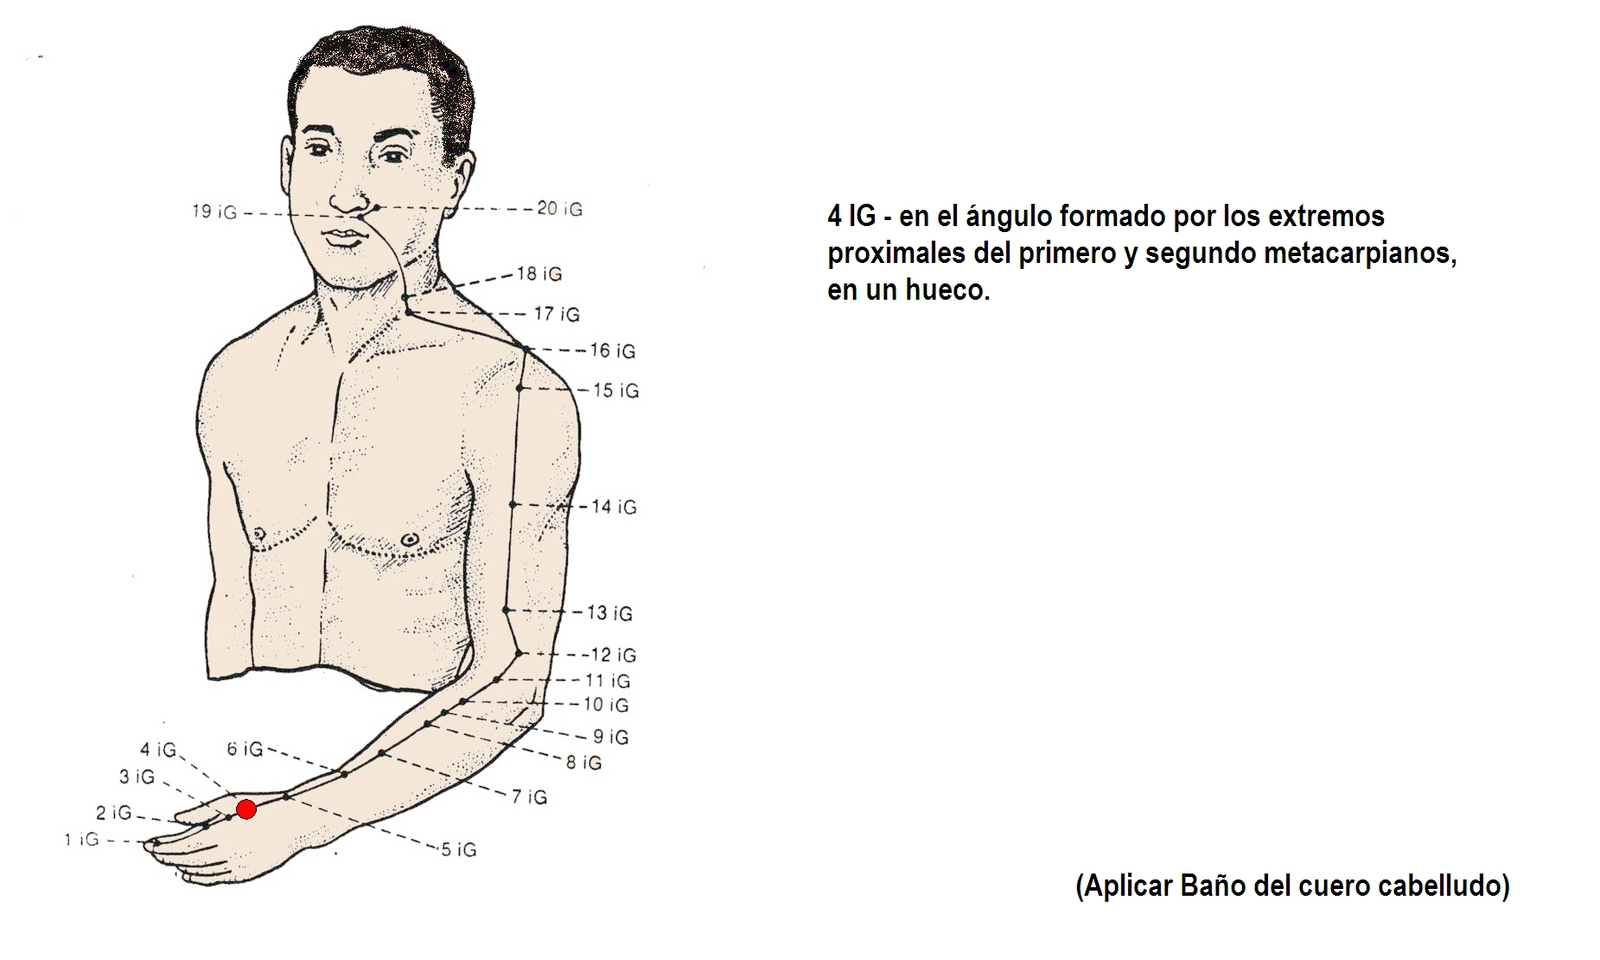 19 iG
20 iG
18 iG
17 iG
16 iG
15 iG
14 iG
13 iG
12 iG
11 iG
10 iG
9 iG
8 iG
7 iG
6 iG
5 iG
4 iG
3 iG
2 iG
1 iG
4 IG - en el ángulo formado por los extremos
proximales del primero y segundo metacarpianos,
en un hueco.
(Aplicar Baño del cuero cabelludo)